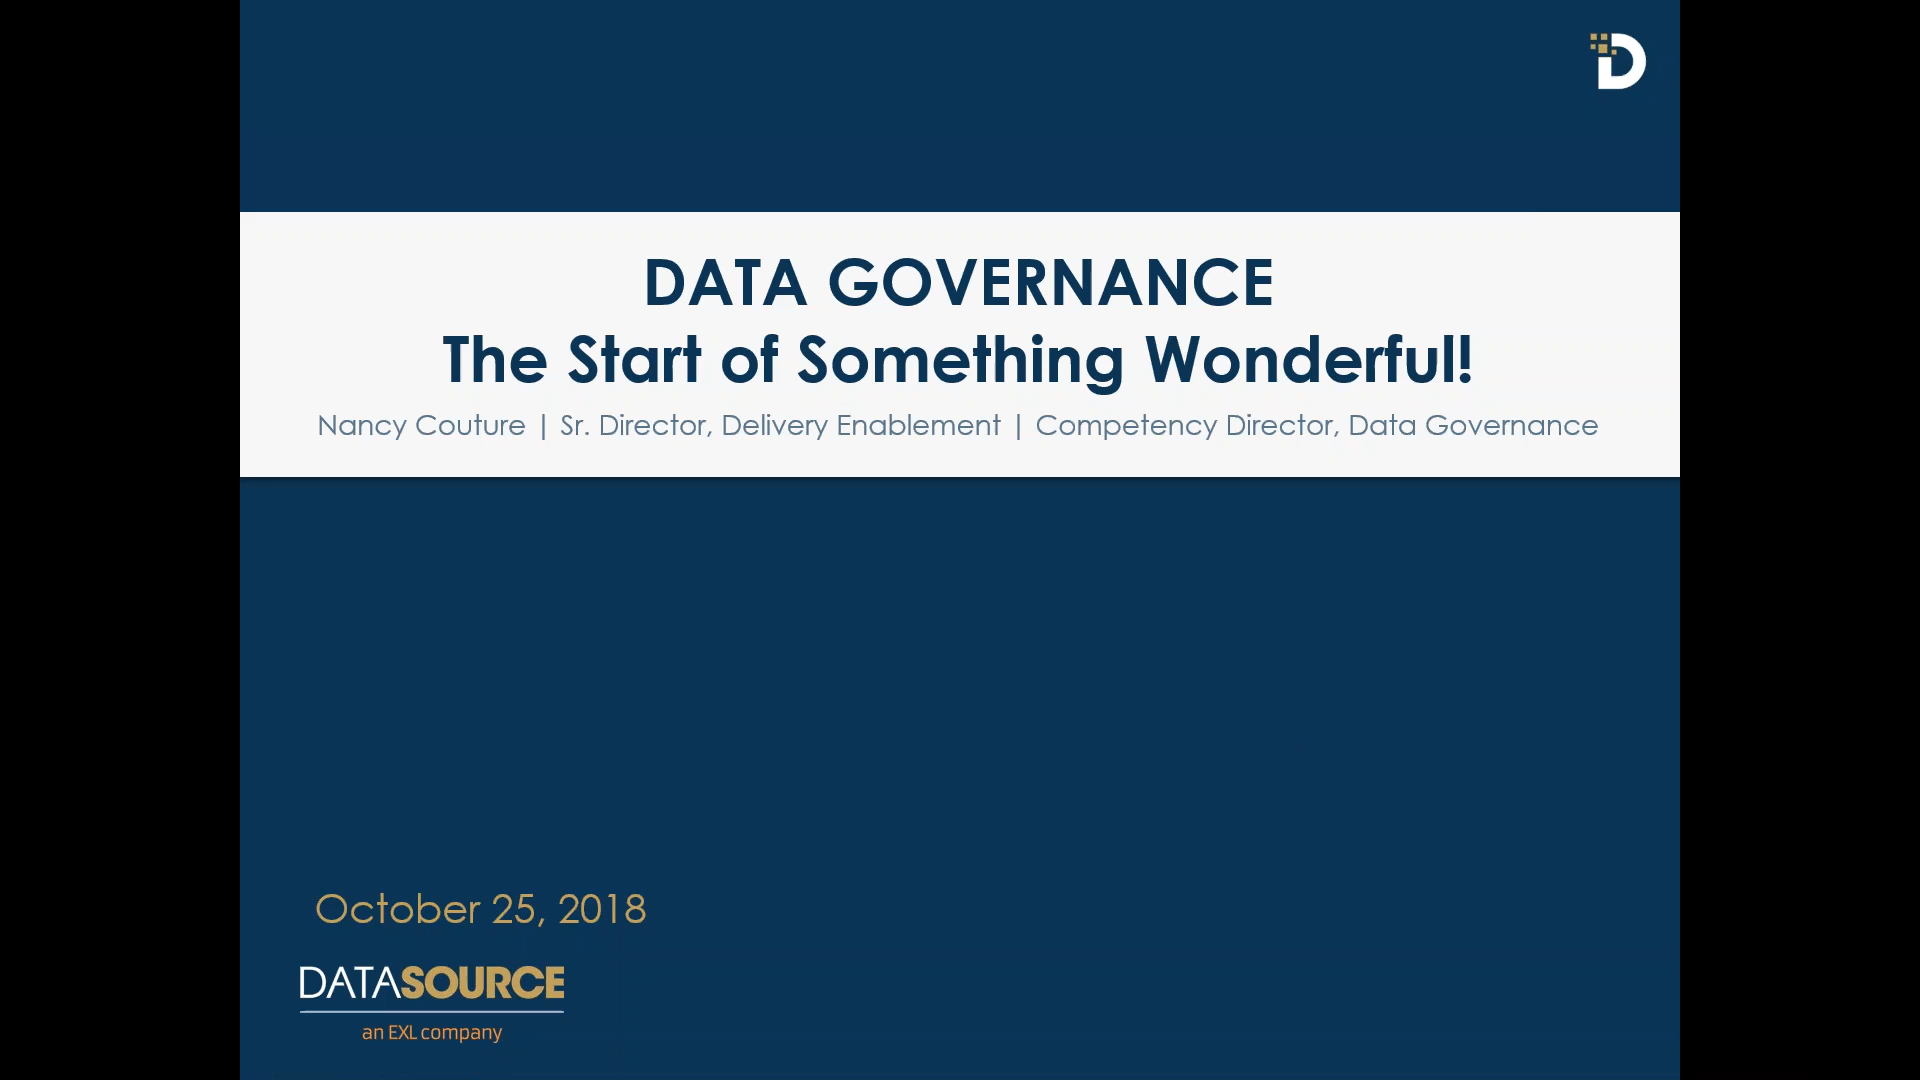 DATA GOVERNANCE
The Start of Something Wonderful!
Nancy Couture | Sr. Director, Delivery Enablement | Competency Director, Data Governance
October 25, 2018
DATASOURCE
an EXL company